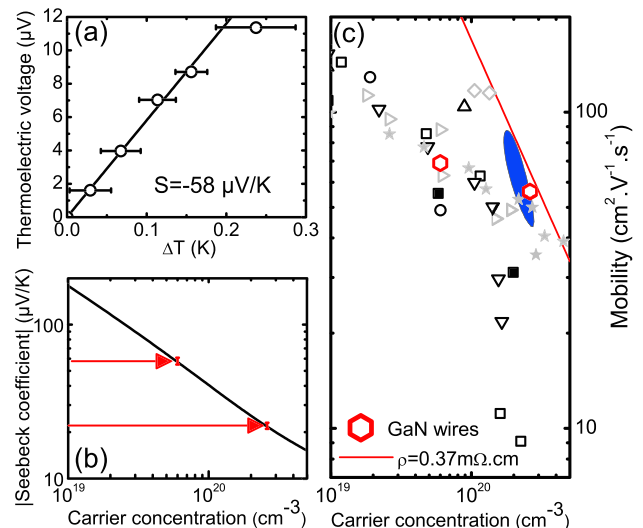 (a)
12
10
8
6
4
2
0
Thermoelectric voltage (µV)
S=-58 µV/K
0.0 0.1 0.2 0.3
ΔT (K)
(b)
100
10
|Seebeck coefficient| (µV/K)
10^19 10^20
Carrier concentration (cm^-3)
(c)
100
10
Mobility (cm^2.V^-1.s^-1)
GaN wires
ρ=0.37mΩ.cm
10^19 10^20
Carrier concentration (cm^-3)